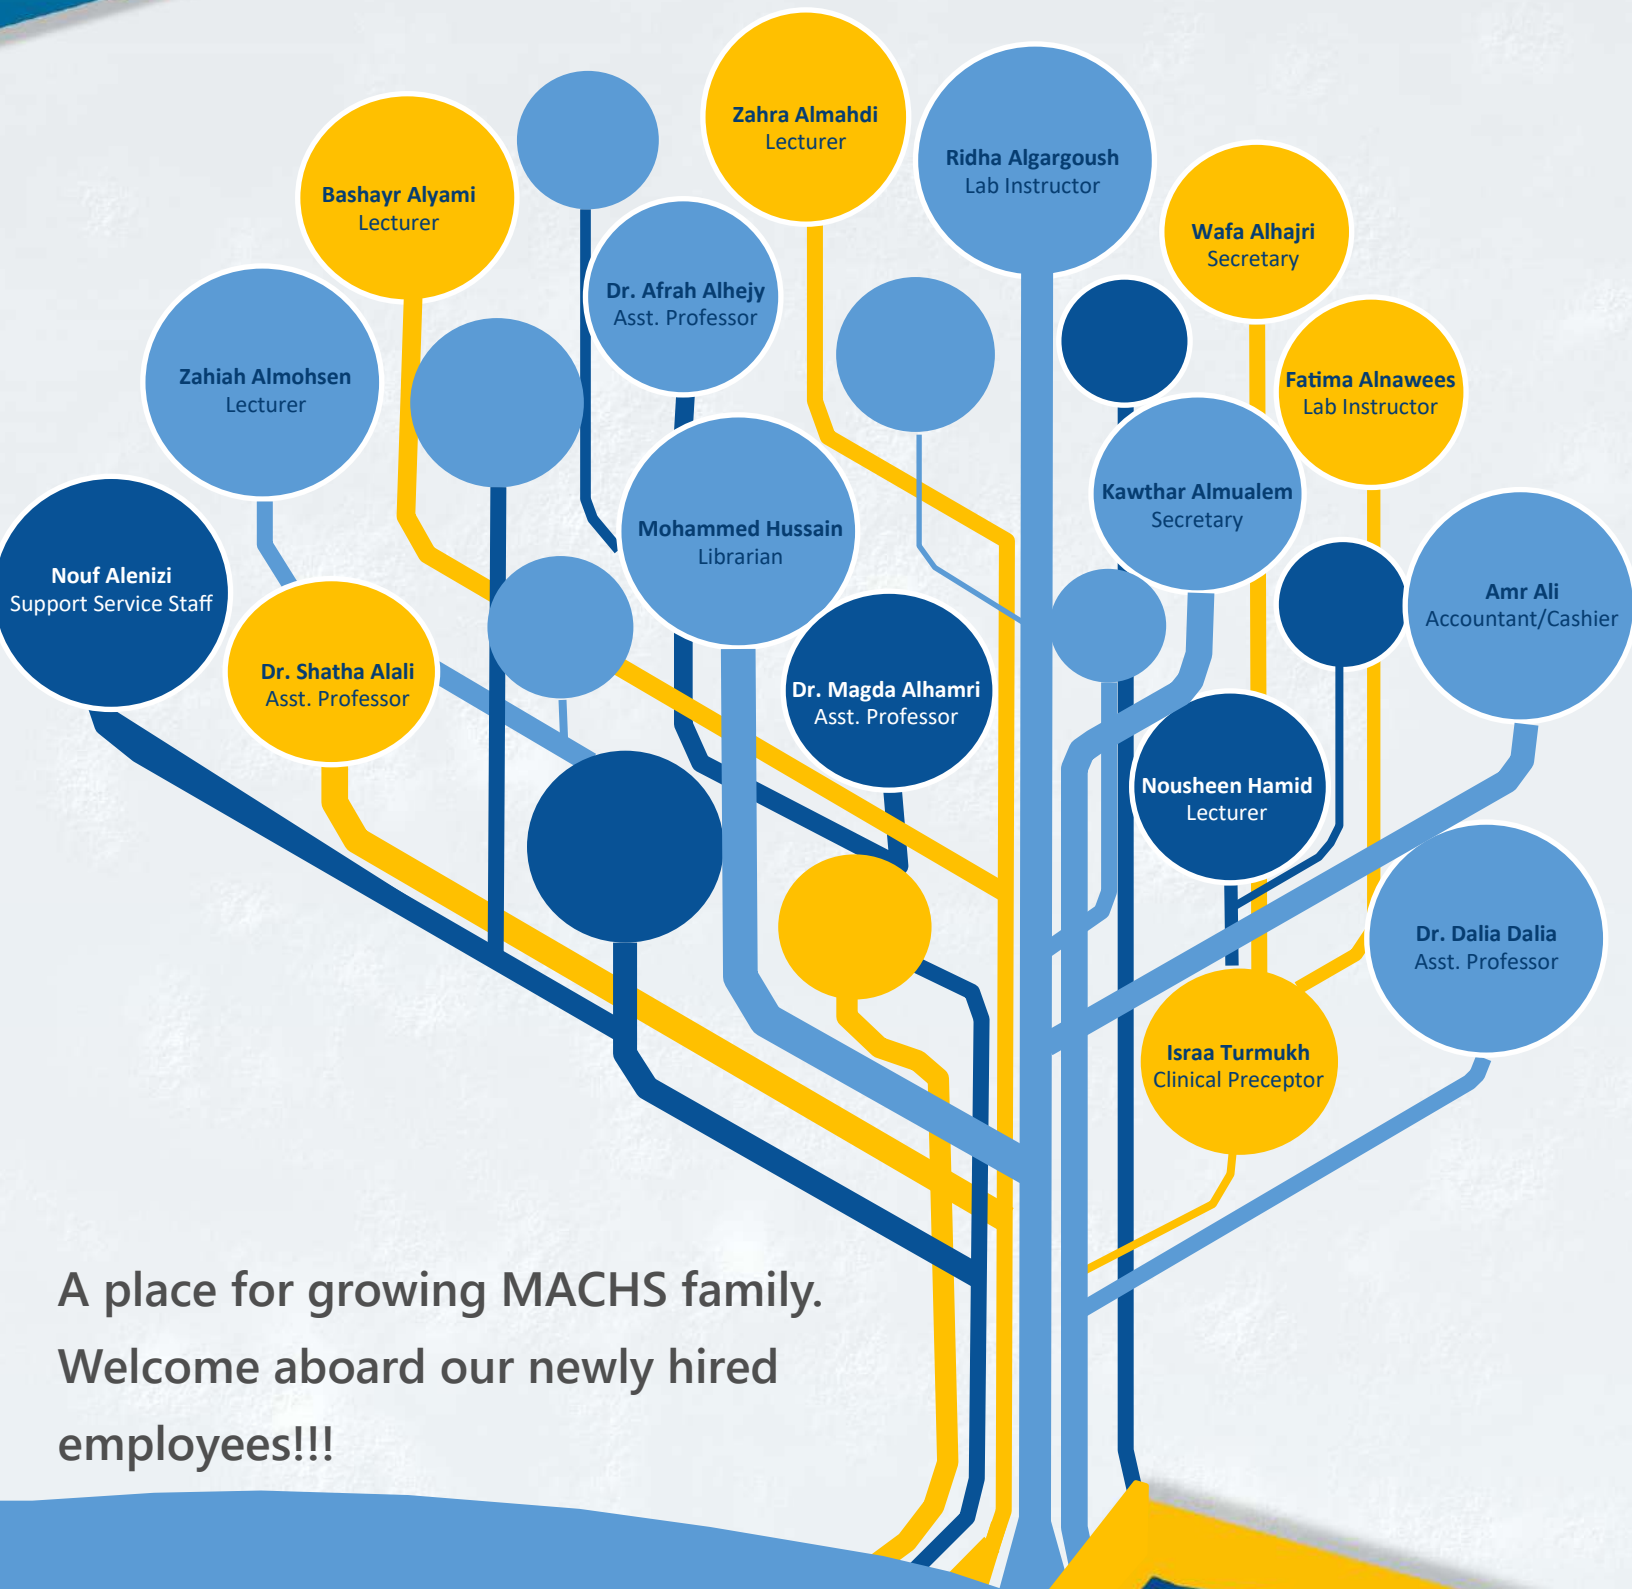 Zahra Almahdi
Lecturer
Ridha Algargoush
Lab Instructor
Bashayr Alyami
Lecturer
Wafa Alhajri
Secretary
Dr. Afrah Alhejy
Asst. Professor
Zahiah Almohsen
Lecturer
Fatima Alnawees
Lab Instructor
Kawthar Almualem
Secretary
Mohammed Hussain
Librarian
Nouf Alenizi
Support Service Staff
Amr Ali
Accountant/Cashier
Dr. Shatha Alali
Asst. Professor
Dr. Magda Alhamri
Asst. Professor
Nousheen Hamid
Lecturer
Dr. Dalia Dalia
Asst. Professor
Israa Turmukh
Clinical Preceptor
A place for growing MACHS family.
Welcome aboard our newly hired
employees!!!